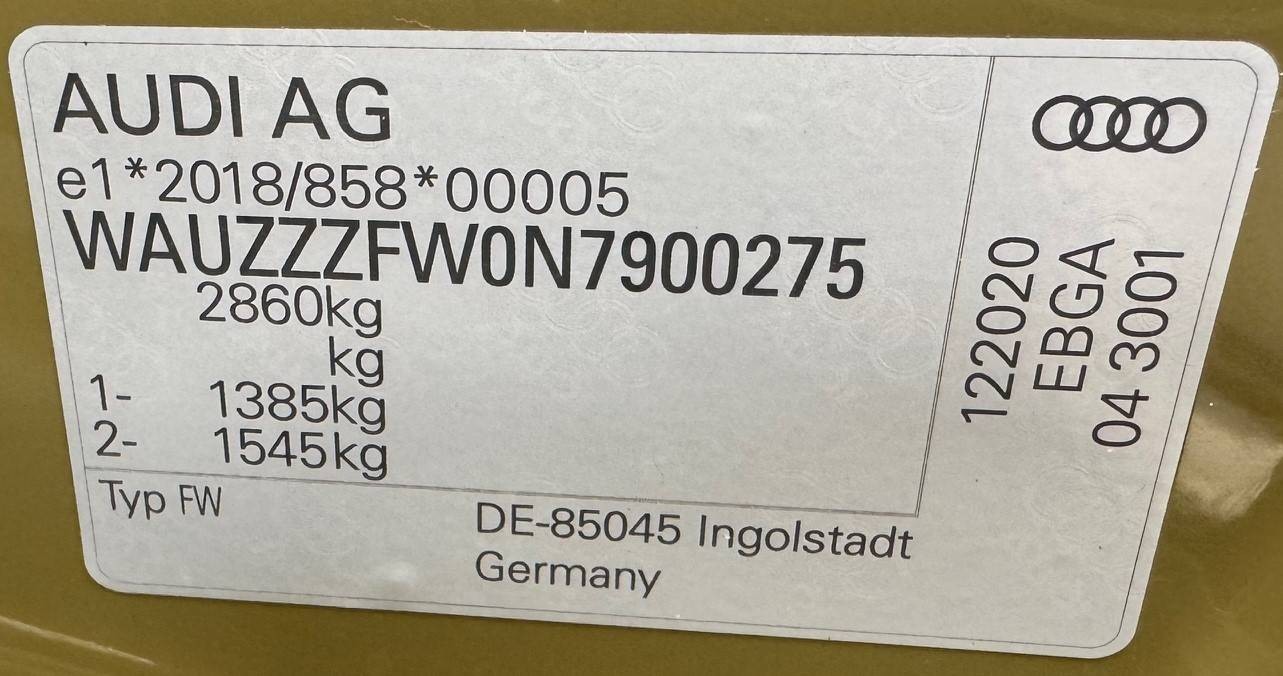 AUDI AG
e1*2018/858*00005
WAUZZZFW0N7900275
2860kg
kg
1- 1385kg
2- 1545kg
Typ FW
DE-85045 Ingolstadt
Germany
122020
EBGA
04 3001